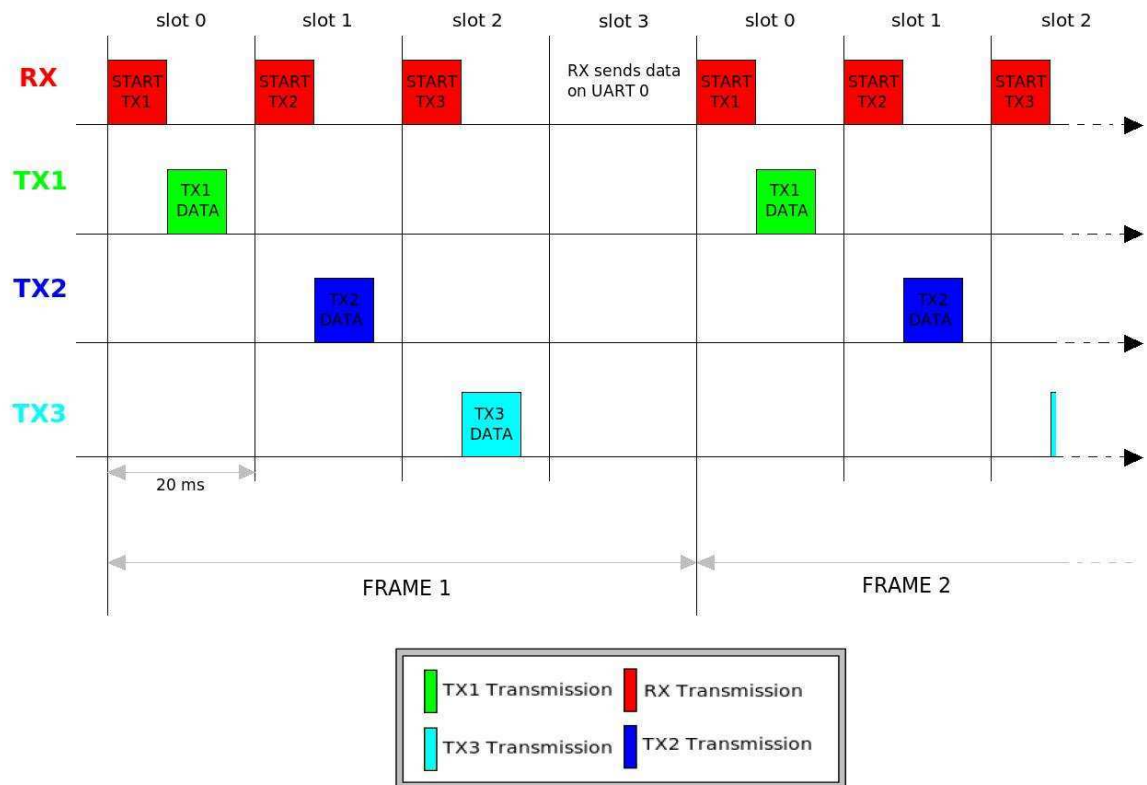 slot 0 slot 1 slot 2 slot 3 slot 0 slot 1 slot 2
RX
START
TX1
START
TX2
START
TX3
RX sends data
on UART 0
START
TX1
START
TX2
START
TX3
TX1
TX1
DATA
TX1
DATA
TX2
TX2
DATA
TX2
DATA
TX3
TX3
DATA
20 ms
FRAME 1
FRAME 2
TX1 Transmission
RX Transmission
TX3 Transmission
TX2 Transmission